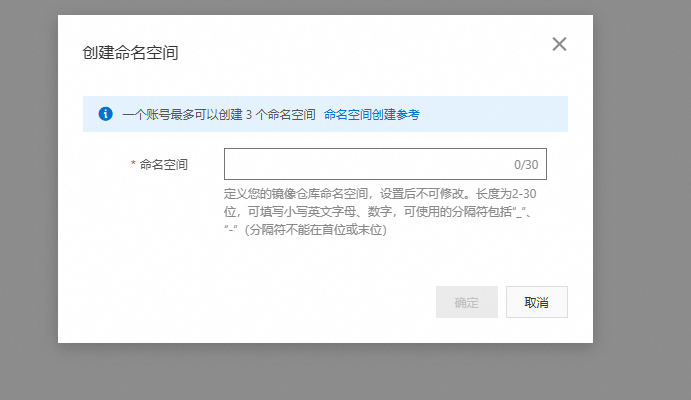 创建命名空间
一个账号最多可以创建 3 个命名空间 命名空间创建参考
* 命名空间
0/30
定义您的镜像仓库命名空间，设置后不可修改。长度为2-30
位，可填写小写英文字母、数字，可使用的分隔符包括“_”、
“-”（分隔符不能在首位或末位）
确定 取消